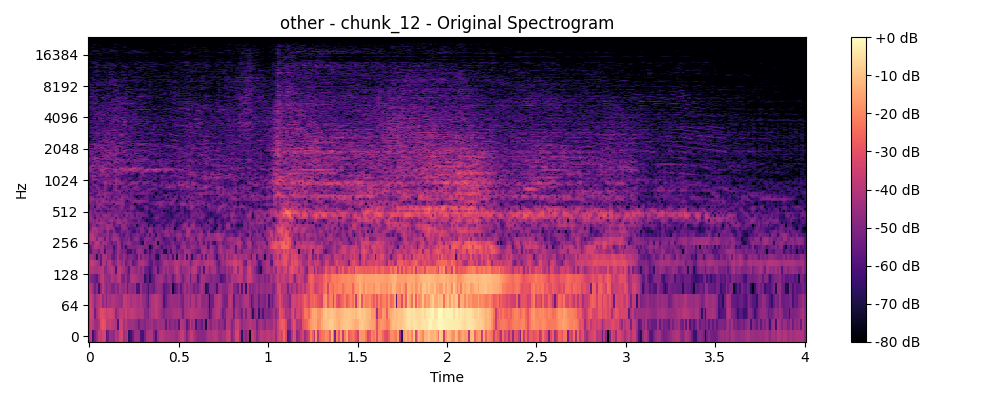 other - chunk_12 - Original Spectrogram
Hz
16384
8192
4096
2048
1024
512
256
128
64
0
0 0.5 1 1.5 2 2.5 3 3.5 4
Time
+0 dB
-10 dB
-20 dB
-30 dB
-40 dB
-50 dB
-60 dB
-70 dB
-80 dB